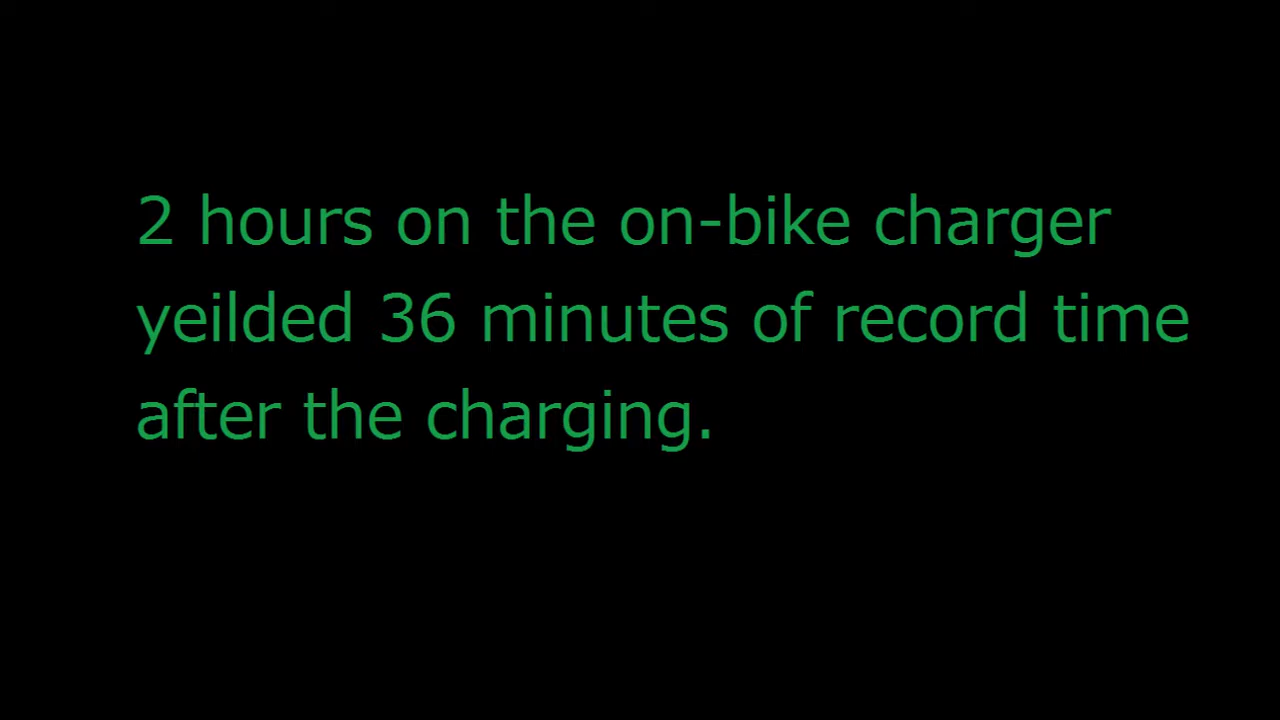 2 hours on the on-bike charger
yeilded 36 minutes of record time
after the charging.